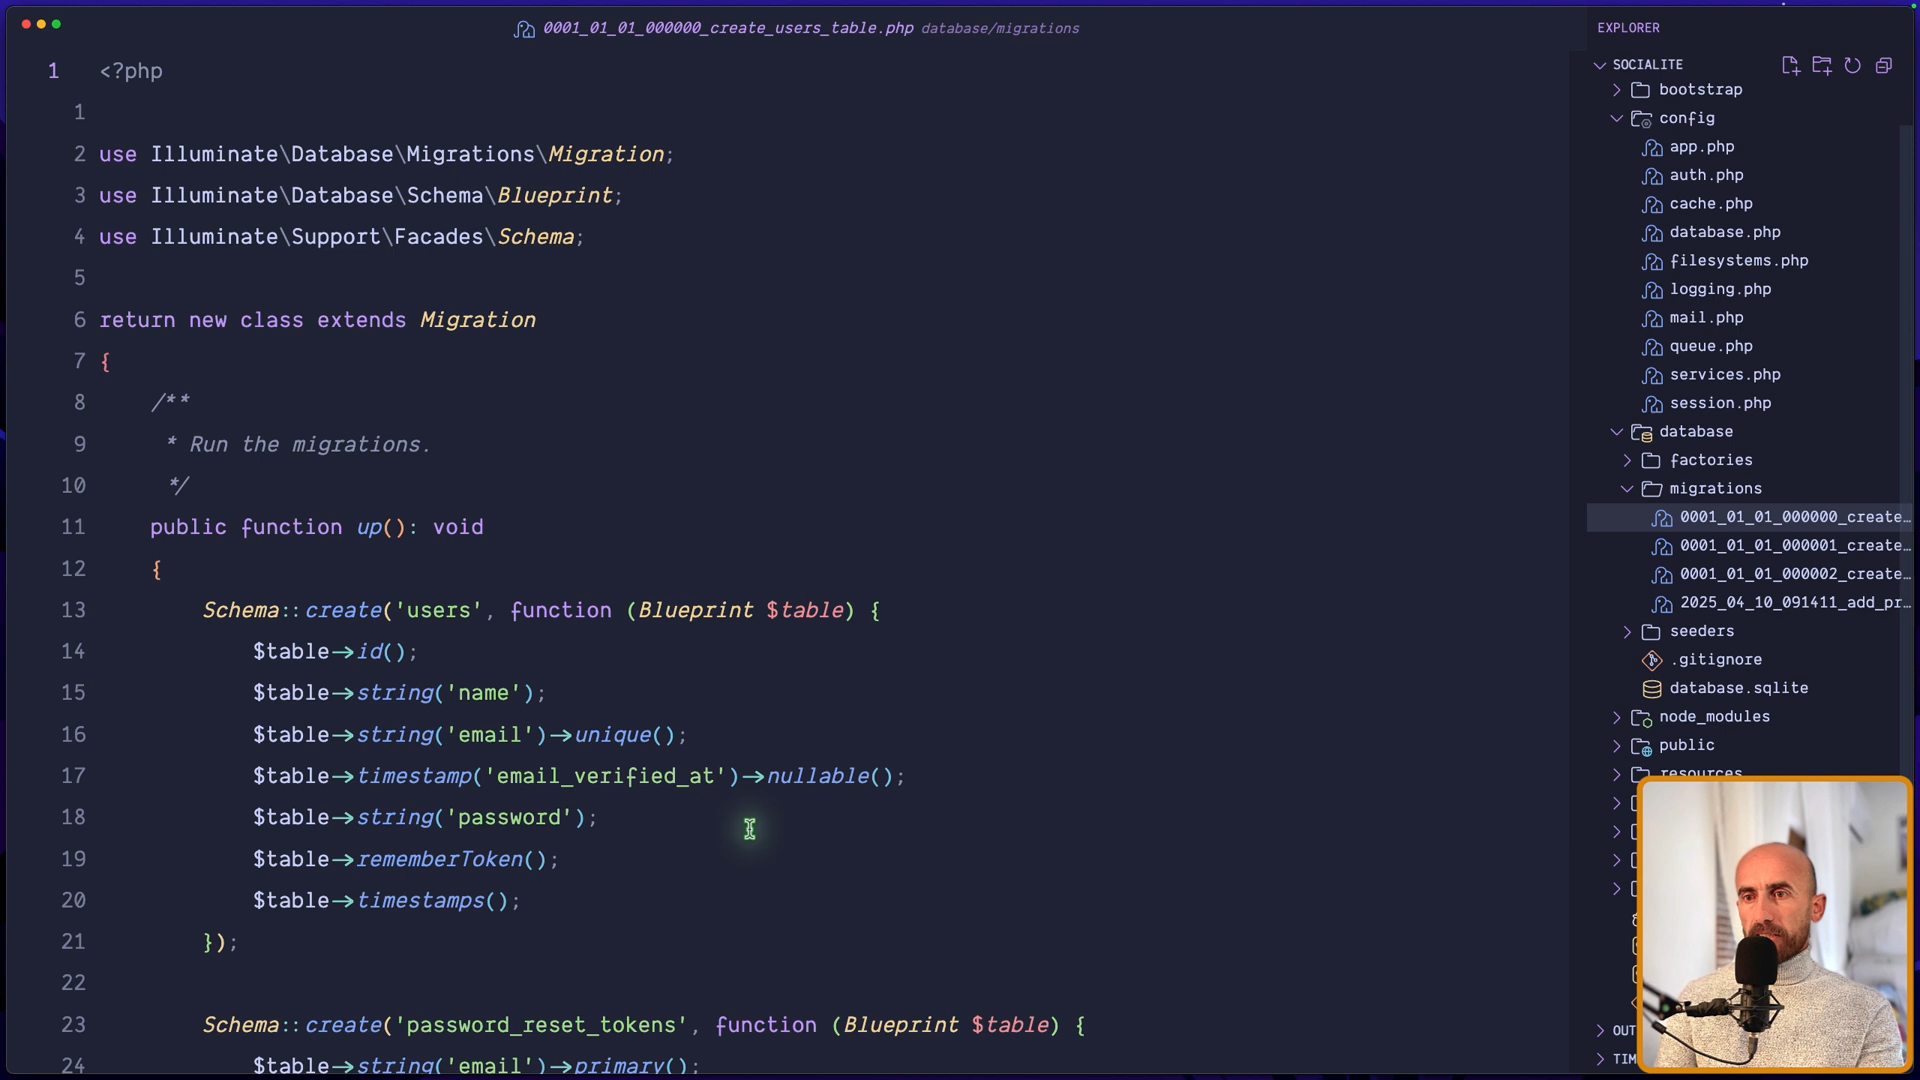 0001_01_01_000000_create_users_table.php database/migrations
1 <?php
1
2 use Illuminate\Database\Migrations\Migration;
3 use Illuminate\Database\Schema\Blueprint;
4 use Illuminate\Support\Facades\Schema;
5
6 return new class extends Migration
7 {
8 /**
9 * Run the migrations.
10 */
11 public function up(): void
12 {
13 Schema::create('users', function (Blueprint $table) {
14 $table->id();
15 $table->string('name');
16 $table->string('email')->unique();
17 $table->timestamp('email_verified_at')->nullable();
18 $table->string('password');
19 $table->rememberToken();
20 $table->timestamps();
21 });
22
23 Schema::create('password_reset_tokens', function (Blueprint $table) {
24 $table->string('email')->primary();
EXPLORER
SOCIALITE
bootstrap
config
app.php
auth.php
cache.php
database.php
filesystems.php
logging.php
mail.php
queue.php
services.php
session.php
database
factories
migrations
0001_01_01_000000_create…
0001_01_01_000001_create…
0001_01_01_000002_create…
2025_04_10_091411_add_pr…
seeders
.gitignore
database.sqlite
node_modules
public
resources
OUT
TIM